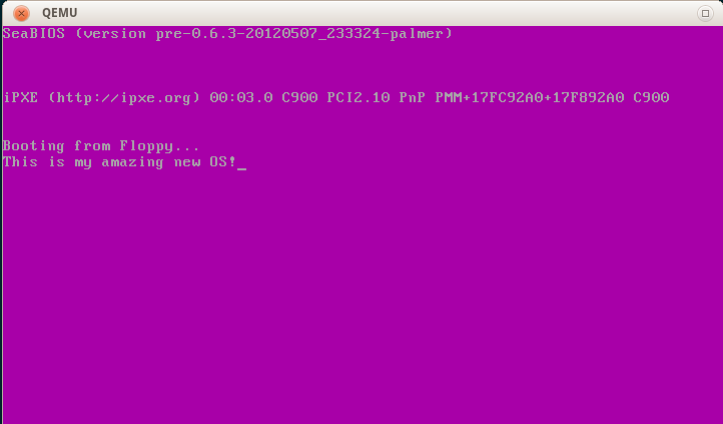 QEMU
SeaBIOS (version pre-0.6.3-20120507_233324-palmer)
iPXE (http://ipxe.org) 00:03.0 C900 PCI2.10 PnP PMM+17FC92A0+17F892A0 C900
Booting from Floppy...
This is my amazing new OS!_